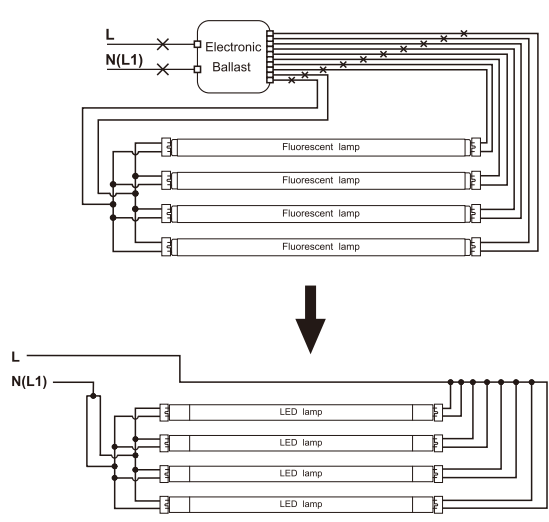 L
N(L1)
Electronic
Ballast
Fluorescent lamp
Fluorescent lamp
Fluorescent lamp
Fluorescent lamp
L
N(L1)
LED lamp
LED lamp
LED lamp
LED lamp